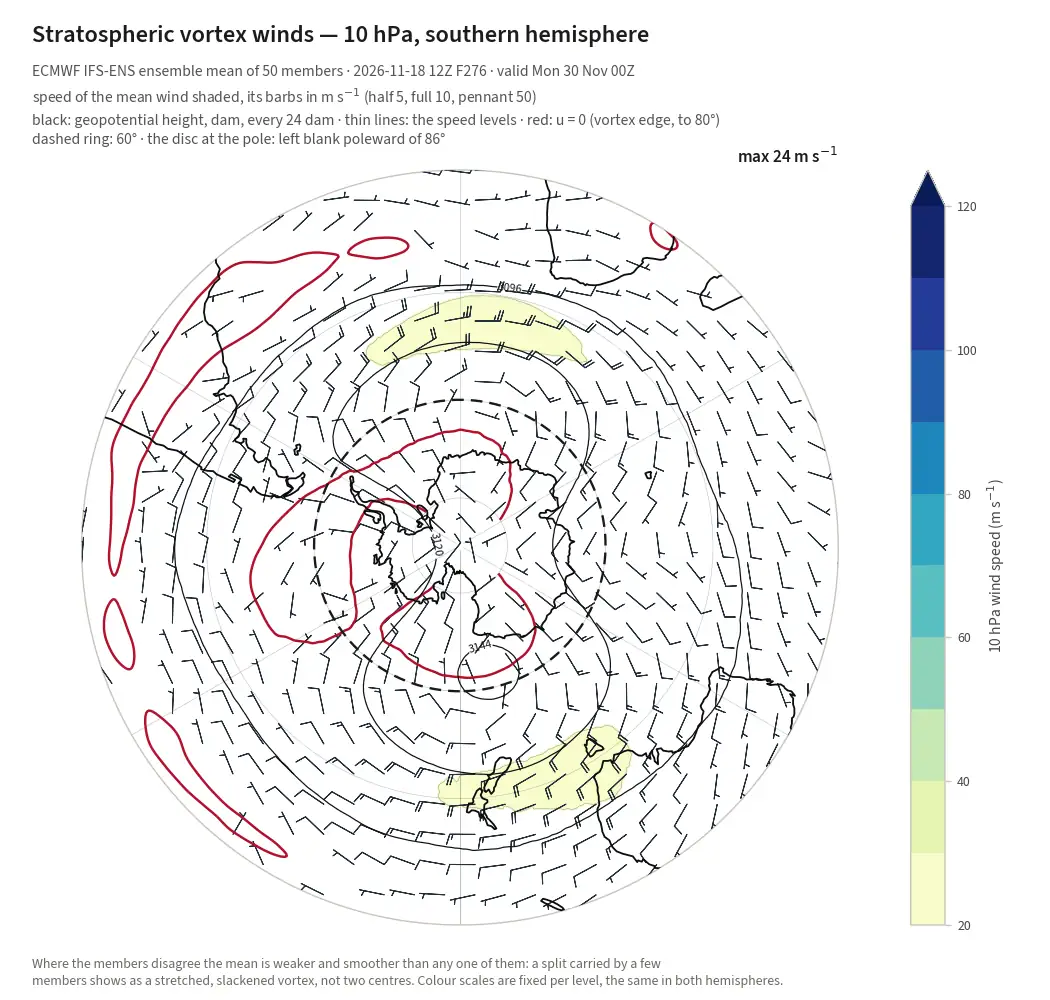 Stratospheric vortex winds — 10 hPa, southern hemisphere
ECMWF IFS-ENS ensemble mean of 50 members · 2026-11-18 12Z F276 · valid Mon 30 Nov 00Z
speed of the mean wind shaded, its barbs in m s⁻¹ (half 5, full 10, pennant 50)
black: geopotential height, dam, every 24 dam · thin lines: the speed levels · red: u = 0 (vortex edge, to 80°)
dashed ring: 60° · the disc at the pole: left blank poleward of 86°
max 24 m s⁻¹
3096
3120
3144
120
100
80
60
40
20
10 hPa wind speed (m s⁻¹)
Where the members disagree the mean is weaker and smoother than any one of them: a split carried by a few
members shows as a stretched, slackened vortex, not two centres. Colour scales are fixed per level, the same in both hemispheres.